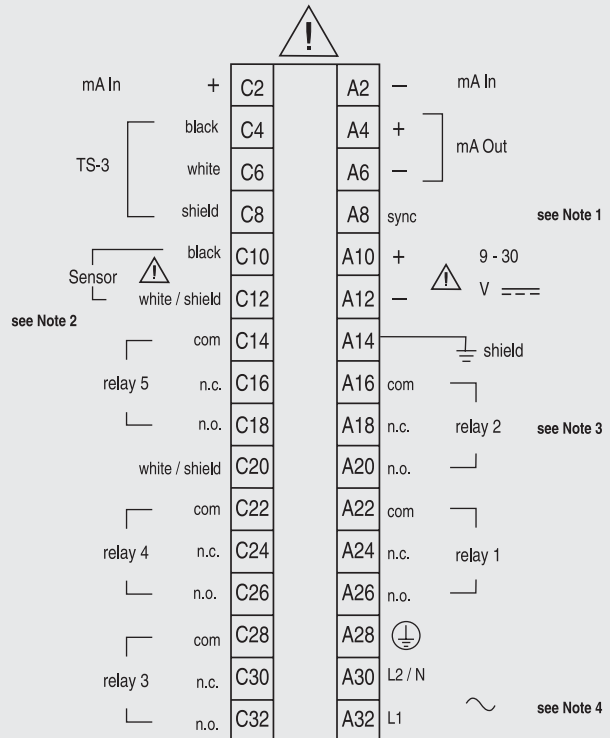 !
mA In + C2 A2 − mA In
black C4 A4 +
TS-3 mA Out
white C6 A6 −
shield C8 A8 sync see Note 1
black C10 A10 + 9 - 30
Sensor ! ! V
white / shield C12 A12 −
see Note 2
com C14 A14 shield
relay 5 n.c. C16 A16 com
n.o. C18 A18 n.c. relay 2 see Note 3
white / shield C20 A20 n.o.
com C22 A22 com
relay 4 n.c. C24 A24 n.c. relay 1
n.o. C26 A26 n.o.
com C28 A28
relay 3 n.c. C30 A30 L2 / N
n.o. C32 A32 L1 see Note 4